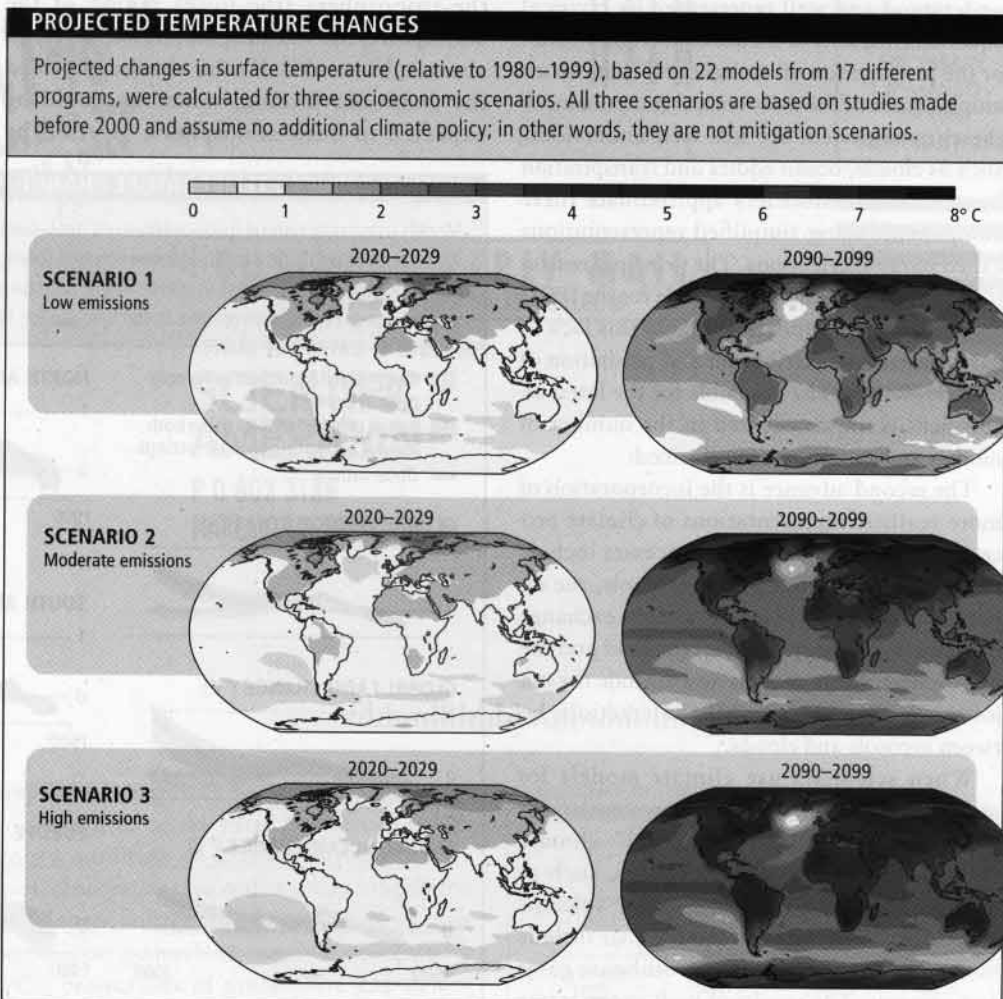 PROJECTED TEMPERATURE CHANGES
Projected changes in surface temperature (relative to 1980–1999), based on 22 models from 17 different
programs, were calculated for three socioeconomic scenarios. All three scenarios are based on studies made
before 2000 and assume no additional climate policy; in other words, they are not mitigation scenarios.
0 1 2 3 4 5 6 7 8° C
SCENARIO 1
Low emissions
2020–2029
2090–2099
SCENARIO 2
Moderate emissions
2020–2029
2090–2099
SCENARIO 3
High emissions
2020–2029
2090–2099